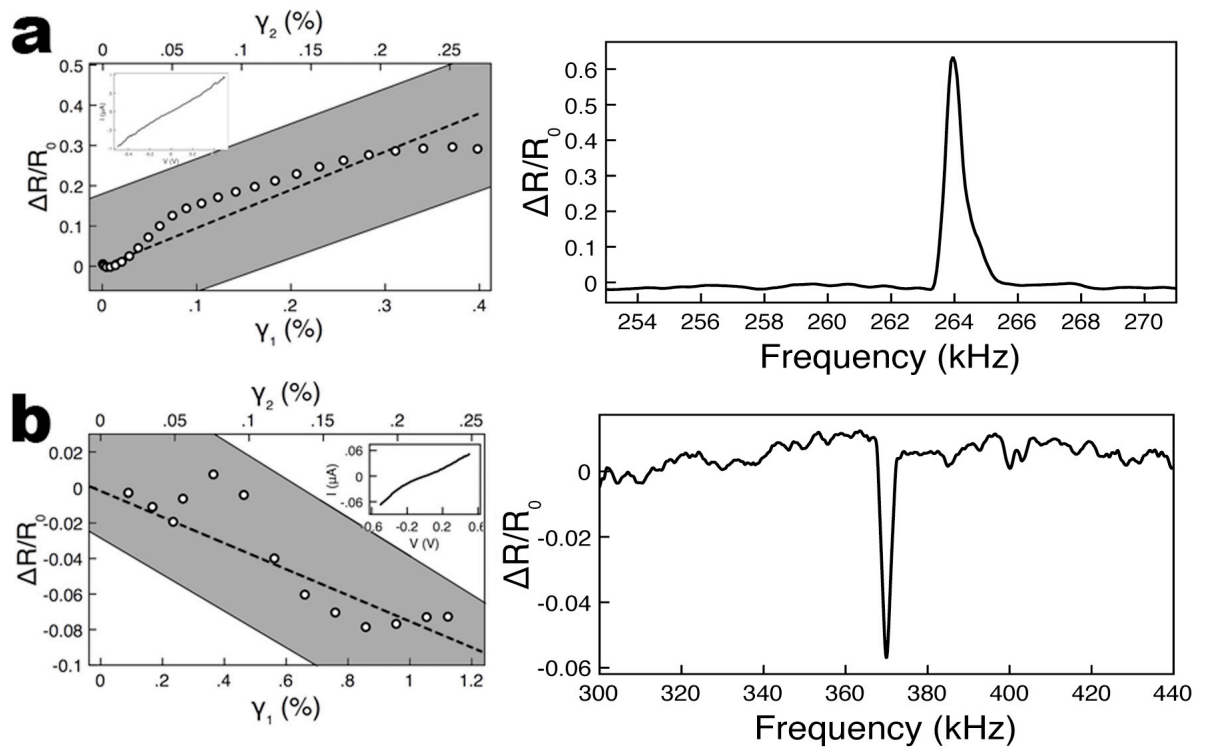 a
γ₂ (%)
0 .05 .1 .15 .2 .25
0.5
0.4
0.3
0.2
0.1
0
ΔR/R₀
I (μA)
V (V)
0 .1 .2 .3 .4
γ₁ (%)
0.6
0.5
0.4
0.3
0.2
0.1
0
ΔR/R₀
254 256 258 260 262 264 266 268 270
Frequency (kHz)
b
γ₂ (%)
0 .05 .1 .15 .2 .25
0.02
0
-0.02
-0.04
-0.06
-0.08
-0.1
ΔR/R₀
.06
0
-.06
I (μA)
0.6 -0.2 0.2 0.6
V (V)
0 .2 .4 .6 .8 1 1.2
γ₁ (%)
0
-0.02
-0.04
-0.06
ΔR/R₀
300 320 340 360 380 400 420 440
Frequency (kHz)